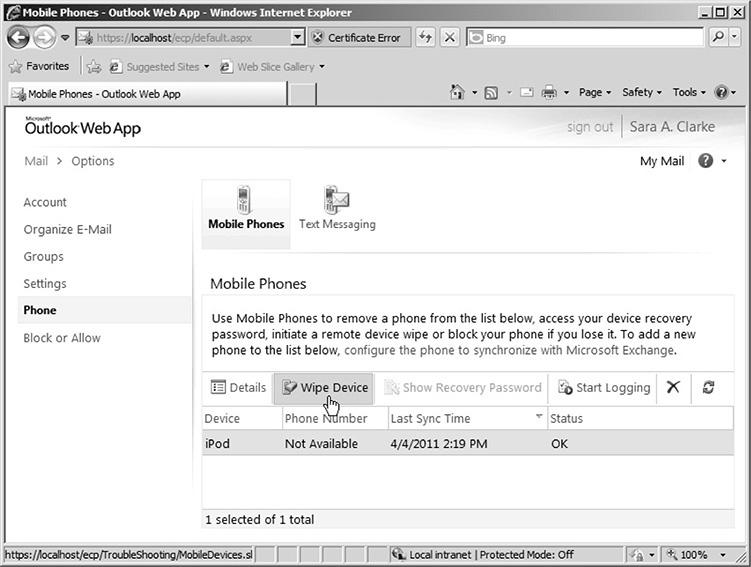 Mobile Phones - Outlook Web App - Windows Internet Explorer
https://localhost/ecp/default.aspx
Certificate Error
Bing
Favorites
Suggested Sites
Web Slice Gallery
Mobile Phones - Outlook Web App
Page
Safety
Tools
Microsoft®
Outlook Web App
sign out
Sara A. Clarke
Mail > Options
My Mail
Account
Organize E-Mail
Groups
Settings
Phone
Block or Allow
Mobile Phones
Text Messaging
Mobile Phones
Use Mobile Phones to remove a phone from the list below, access your device recovery
password, initiate a remote device wipe or block your phone if you lose it. To add a new
phone to the list below, configure the phone to synchronize with Microsoft Exchange.
Details
Wipe Device
Show Recovery Password
Start Logging
Device
Phone Number
Last Sync Time
Status
iPod
Not Available
4/4/2011 2:19 PM
OK
1 selected of 1 total
https://localhost/ecp/TroubleShooting/MobileDevices.sl
Local intranet | Protected Mode: Off
100%